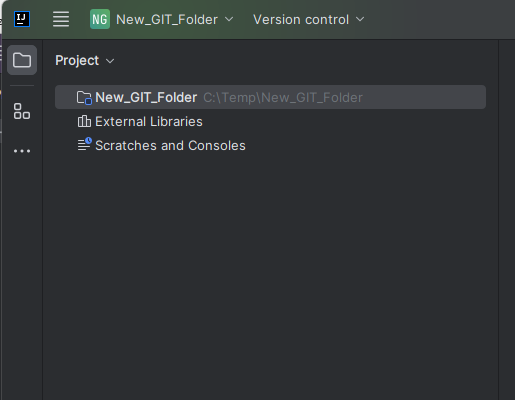 IJ NG New_GIT_Folder Version control
Project
New_GIT_Folder C:\Temp\New_GIT_Folder
External Libraries
Scratches and Consoles